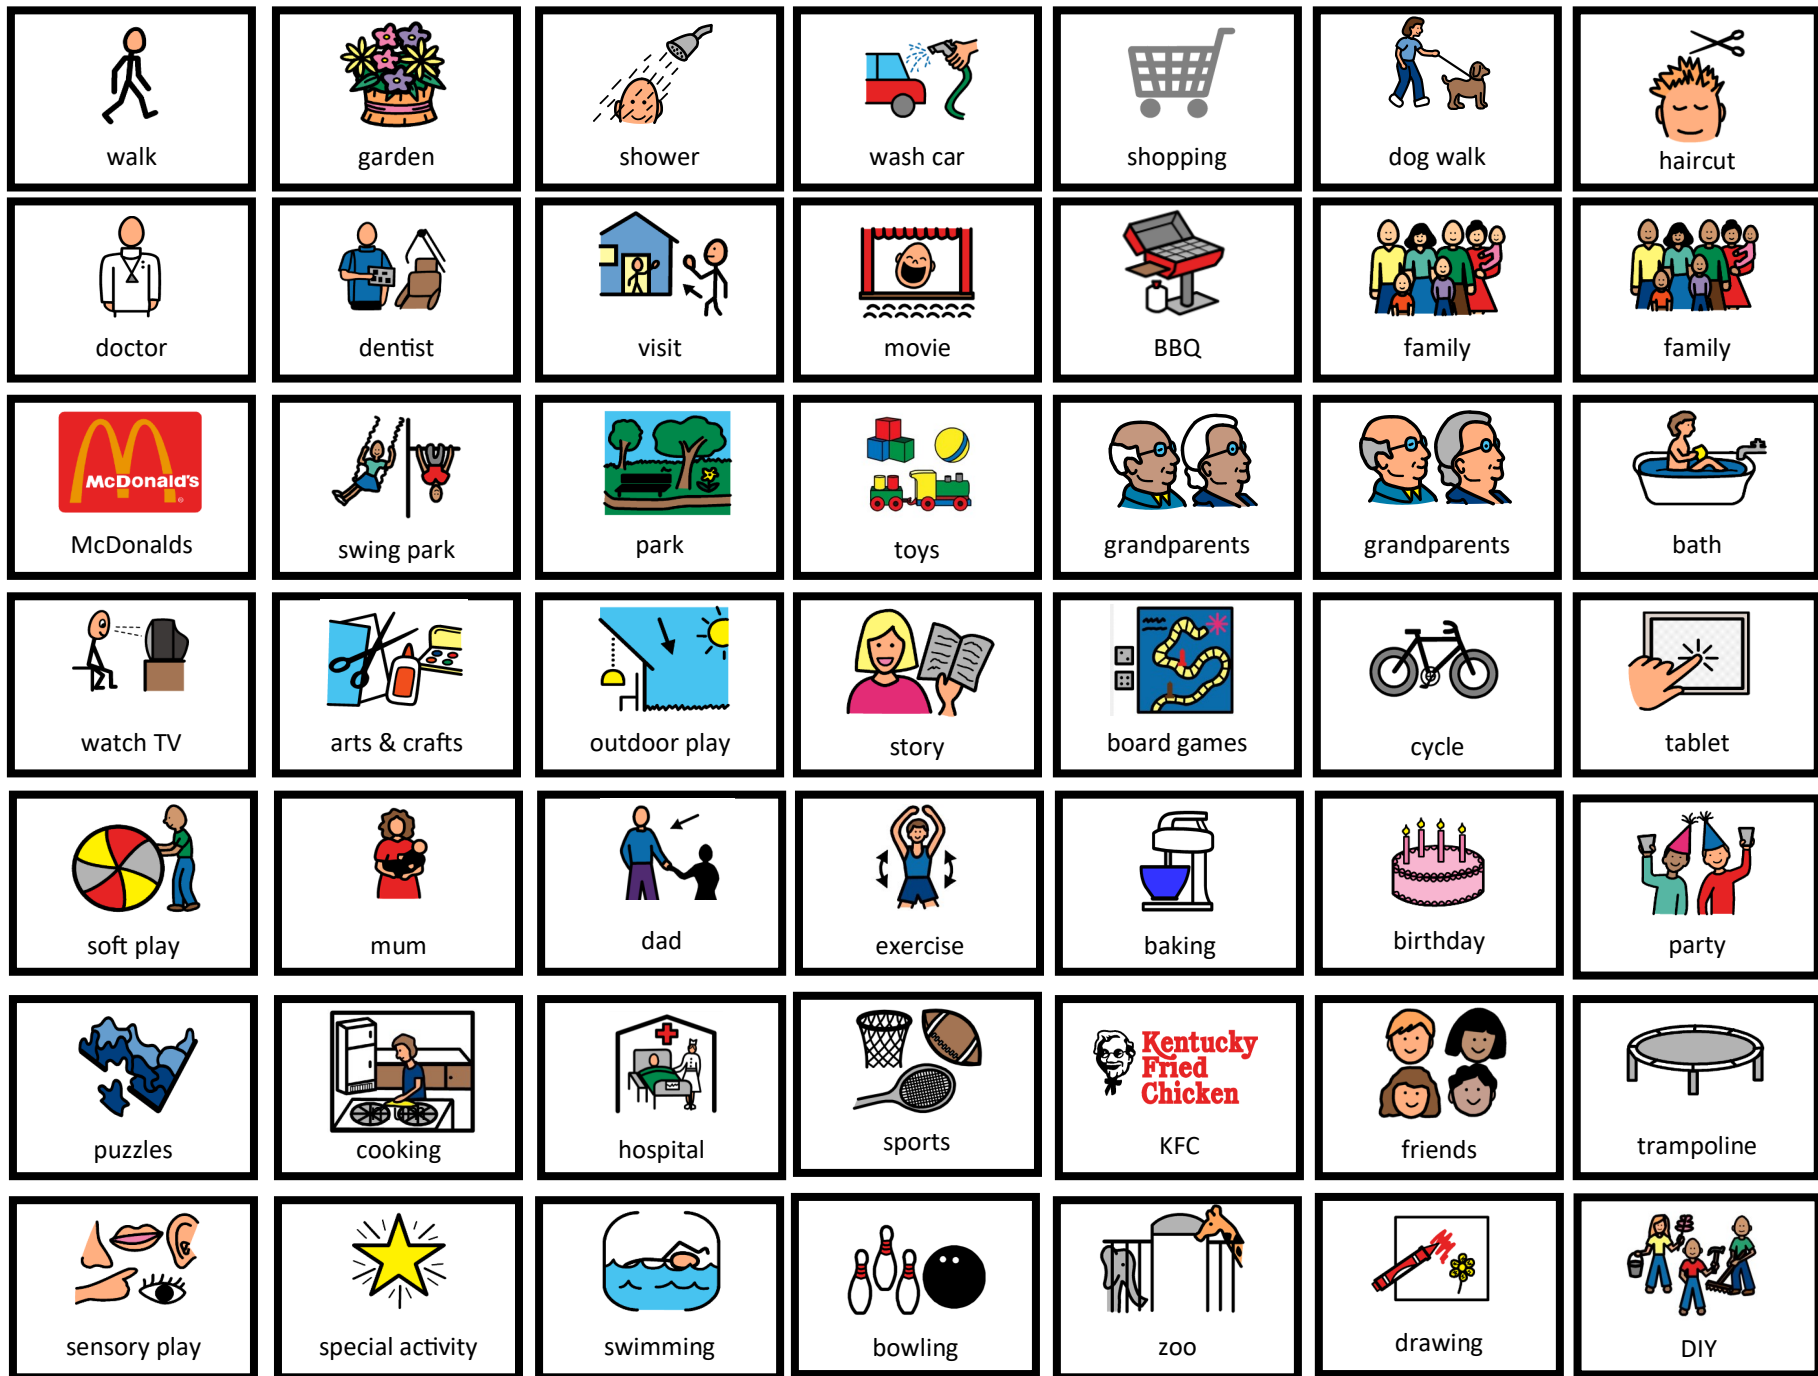 walk
garden
shower
wash car
shopping
dog walk
haircut
doctor
dentist
visit
movie
BBQ
family
family
McDonald's
McDonalds
swing park
park
toys
grandparents
grandparents
bath
watch TV
arts & crafts
outdoor play
story
board games
cycle
tablet
soft play
mum
dad
exercise
baking
birthday
party
puzzles
cooking
hospital
sports
Kentucky
Fried
Chicken
KFC
friends
trampoline
sensory play
special activity
swimming
bowling
zoo
drawing
DIY